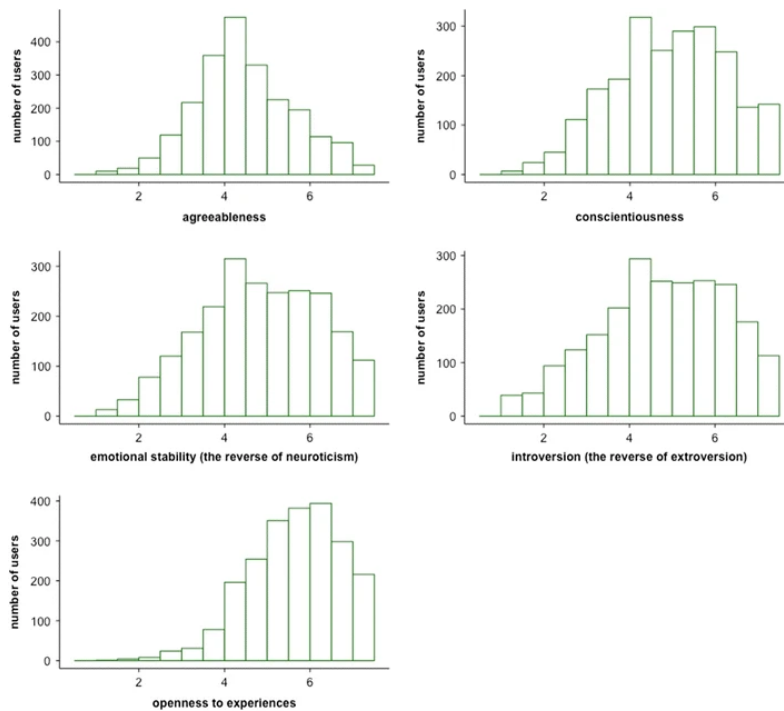 400
300
200
100
0
number of users
2 4 6
agreeableness
300
200
100
0
number of users
2 4 6
conscientiousness
300
200
100
0
number of users
2 4 6
emotional stability (the reverse of neuroticism)
300
200
100
0
number of users
2 4 6
introversion (the reverse of extroversion)
400
300
200
100
0
number of users
2 4 6
openness to experiences